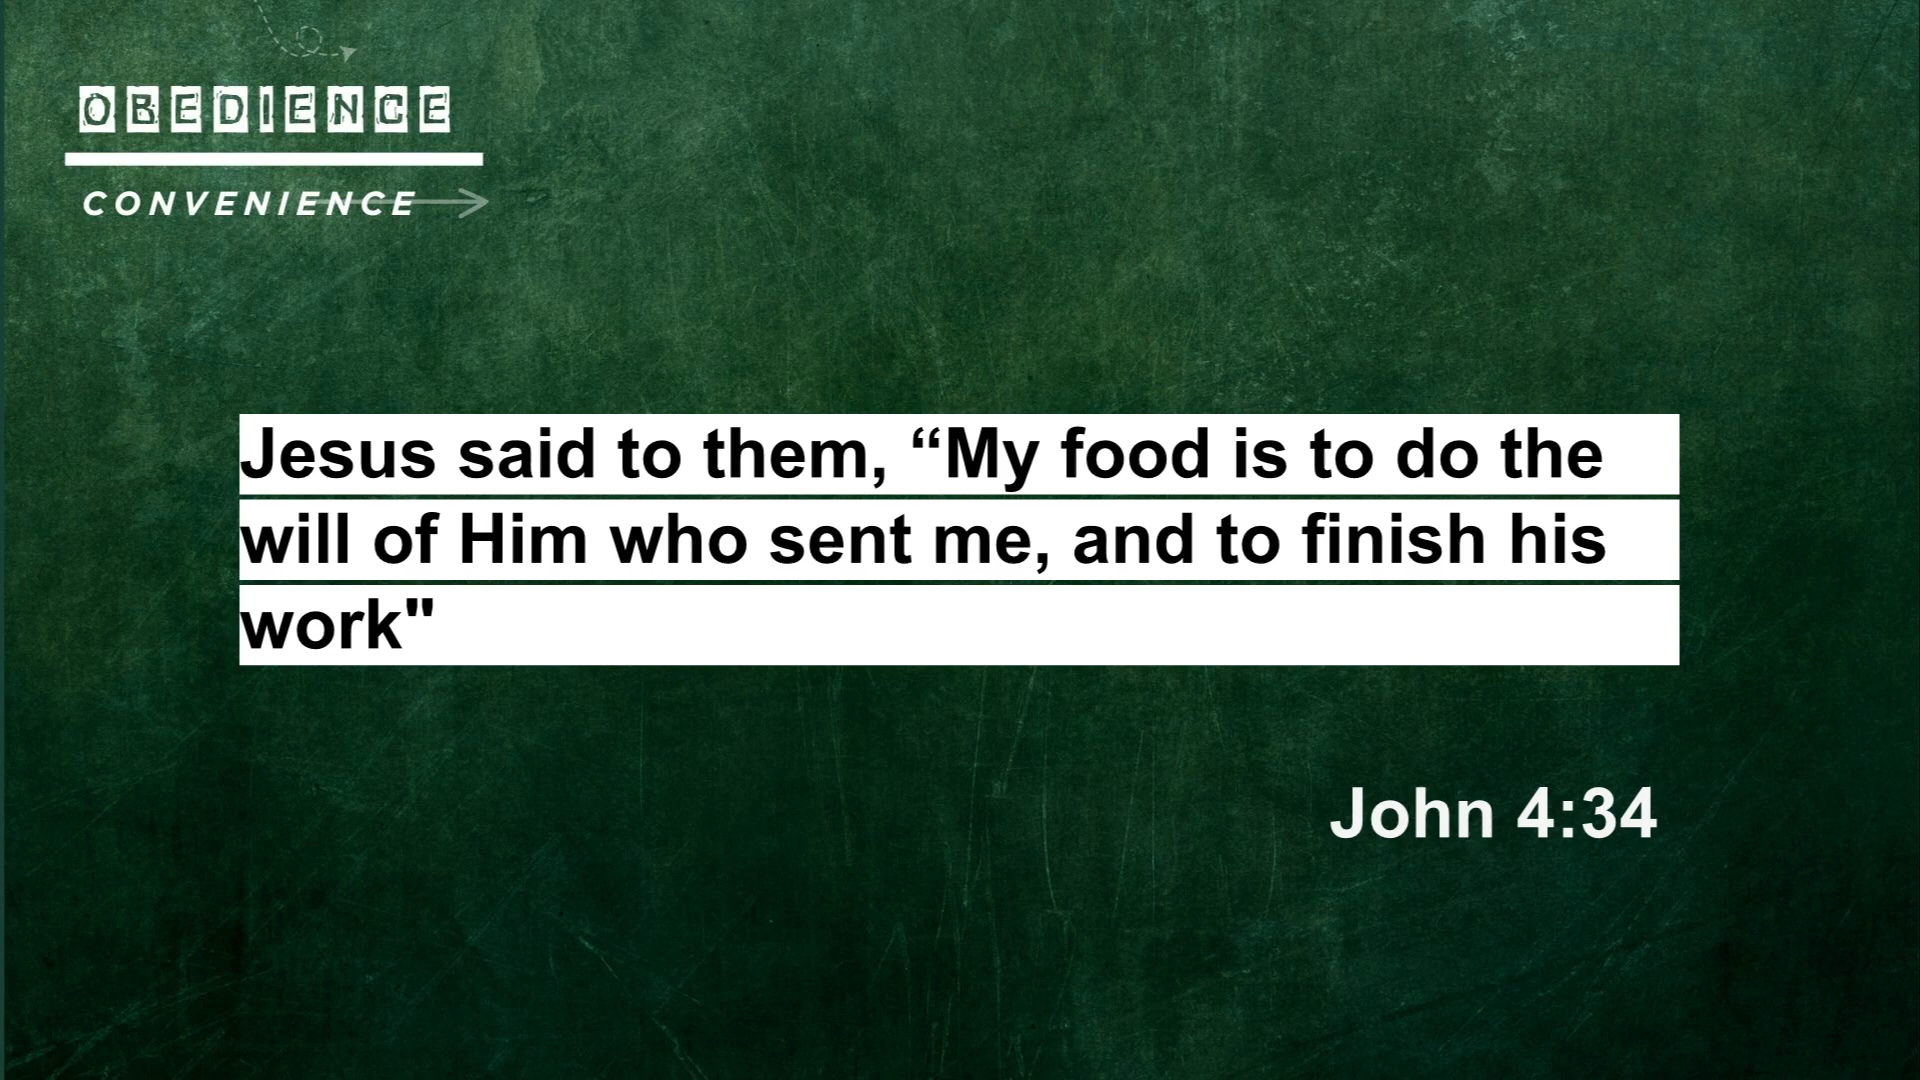 OBEDIENCE
CONVENIENCE
Jesus said to them, “My food is to do the
will of Him who sent me, and to finish his
work"
John 4:34